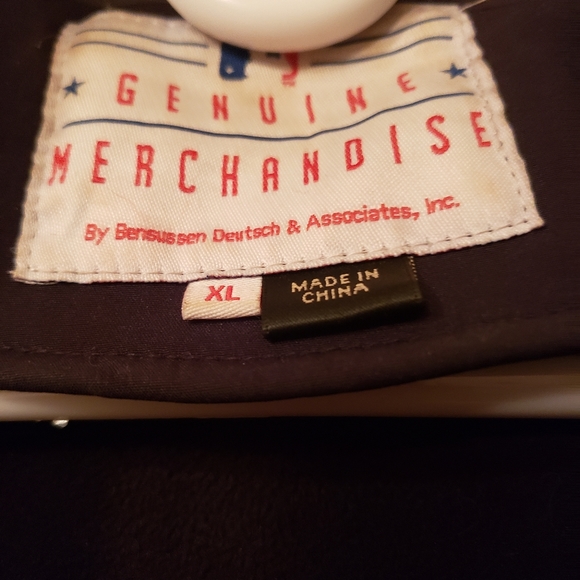 GENUINE
MERCHANDISE
By Bensussen Deutsch & Associates, Inc.
XL
MADE IN
CHINA